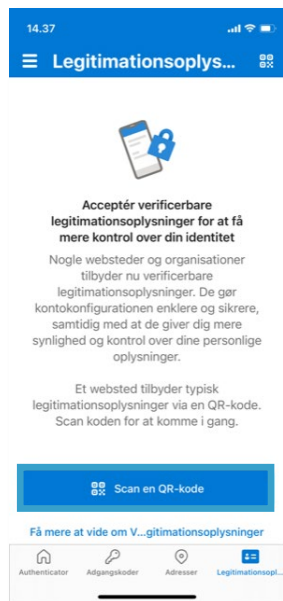 14.37
Legitimationsoplys...
Acceptér verificerbare
legitimationsoplysninger for at få
mere kontrol over din identitet
Nogle websteder og organisationer
tilbyder nu verificerbare
legitimationsoplysninger. De gør
kontokonfigurationen enklere og sikrere,
samtidig med at de giver dig mere
synlighed og kontrol over dine personlige
oplysninger.
Et websted tilbyder typisk
legitimationsoplysninger via en QR-kode.
Scan koden for at komme i gang.
Scan en QR-kode
Få mere at vide om V...gitimationsoplysninger
Authenticator Adgangskoder Adresser Legitimationsopl...